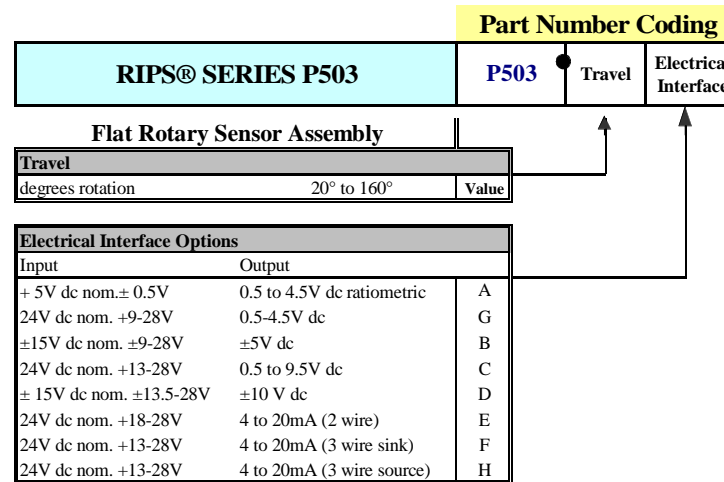 Part Number Coding
RIPS® SERIES P503 P503 Travel Electrica
Interface
Flat Rotary Sensor Assembly
Travel
degrees rotation 20° to 160° Value
Electrical Interface Options
Input Output
+ 5V dc nom.± 0.5V 0.5 to 4.5V dc ratiometric A
24V dc nom. +9-28V 0.5-4.5V dc G
±15V dc nom. ±9-28V ±5V dc B
24V dc nom. +13-28V 0.5 to 9.5V dc C
± 15V dc nom. ±13.5-28V ±10 V dc D
24V dc nom. +18-28V 4 to 20mA (2 wire) E
24V dc nom. +13-28V 4 to 20mA (3 wire sink) F
24V dc nom. +13-28V 4 to 20mA (3 wire source) H